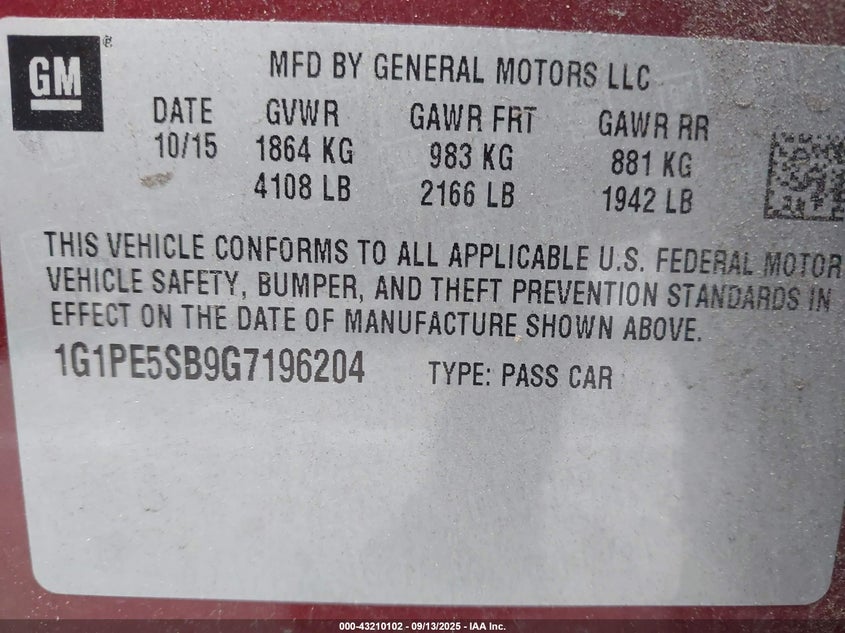 GM®
MFD BY GENERAL MOTORS LLC
DATE GVWR GAWR FRT GAWR RR
10/15 1864 KG 983 KG 881 KG
4108 LB 2166 LB 1942 LB
THIS VEHICLE CONFORMS TO ALL APPLICABLE U.S. FEDERAL MOTOR
VEHICLE SAFETY, BUMPER, AND THEFT PREVENTION STANDARDS IN
EFFECT ON THE DATE OF MANUFACTURE SHOWN ABOVE.
1G1PE5SB9G7196204 TYPE: PASS CAR
000-43210102 - 09/13/2025 - IAA Inc.